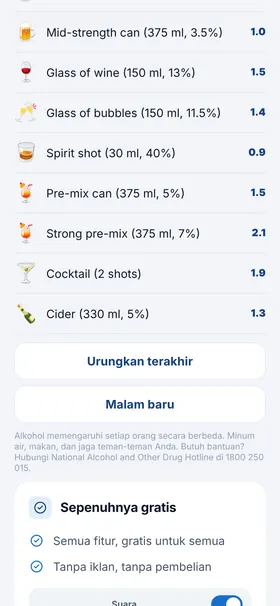 Mid-strength can (375 ml, 3.5%) 1.0
Glass of wine (150 ml, 13%) 1.5
Glass of bubbles (150 ml, 11.5%) 1.4
Spirit shot (30 ml, 40%) 0.9
Pre-mix can (375 ml, 5%) 1.5
Strong pre-mix (375 ml, 7%) 2.1
Cocktail (2 shots) 1.9
Cider (330 ml, 5%) 1.3
Urungkan terakhir
Malam baru
Alkohol memengaruhi setiap orang secara berbeda. Minum
air, makan, dan jaga teman-teman Anda. Butuh bantuan?
Hubungi National Alcohol and Other Drug Hotline di 1800 250
015.
Sepenuhnya gratis
Semua fitur, gratis untuk semua
Tanpa iklan, tanpa pembelian
Suara